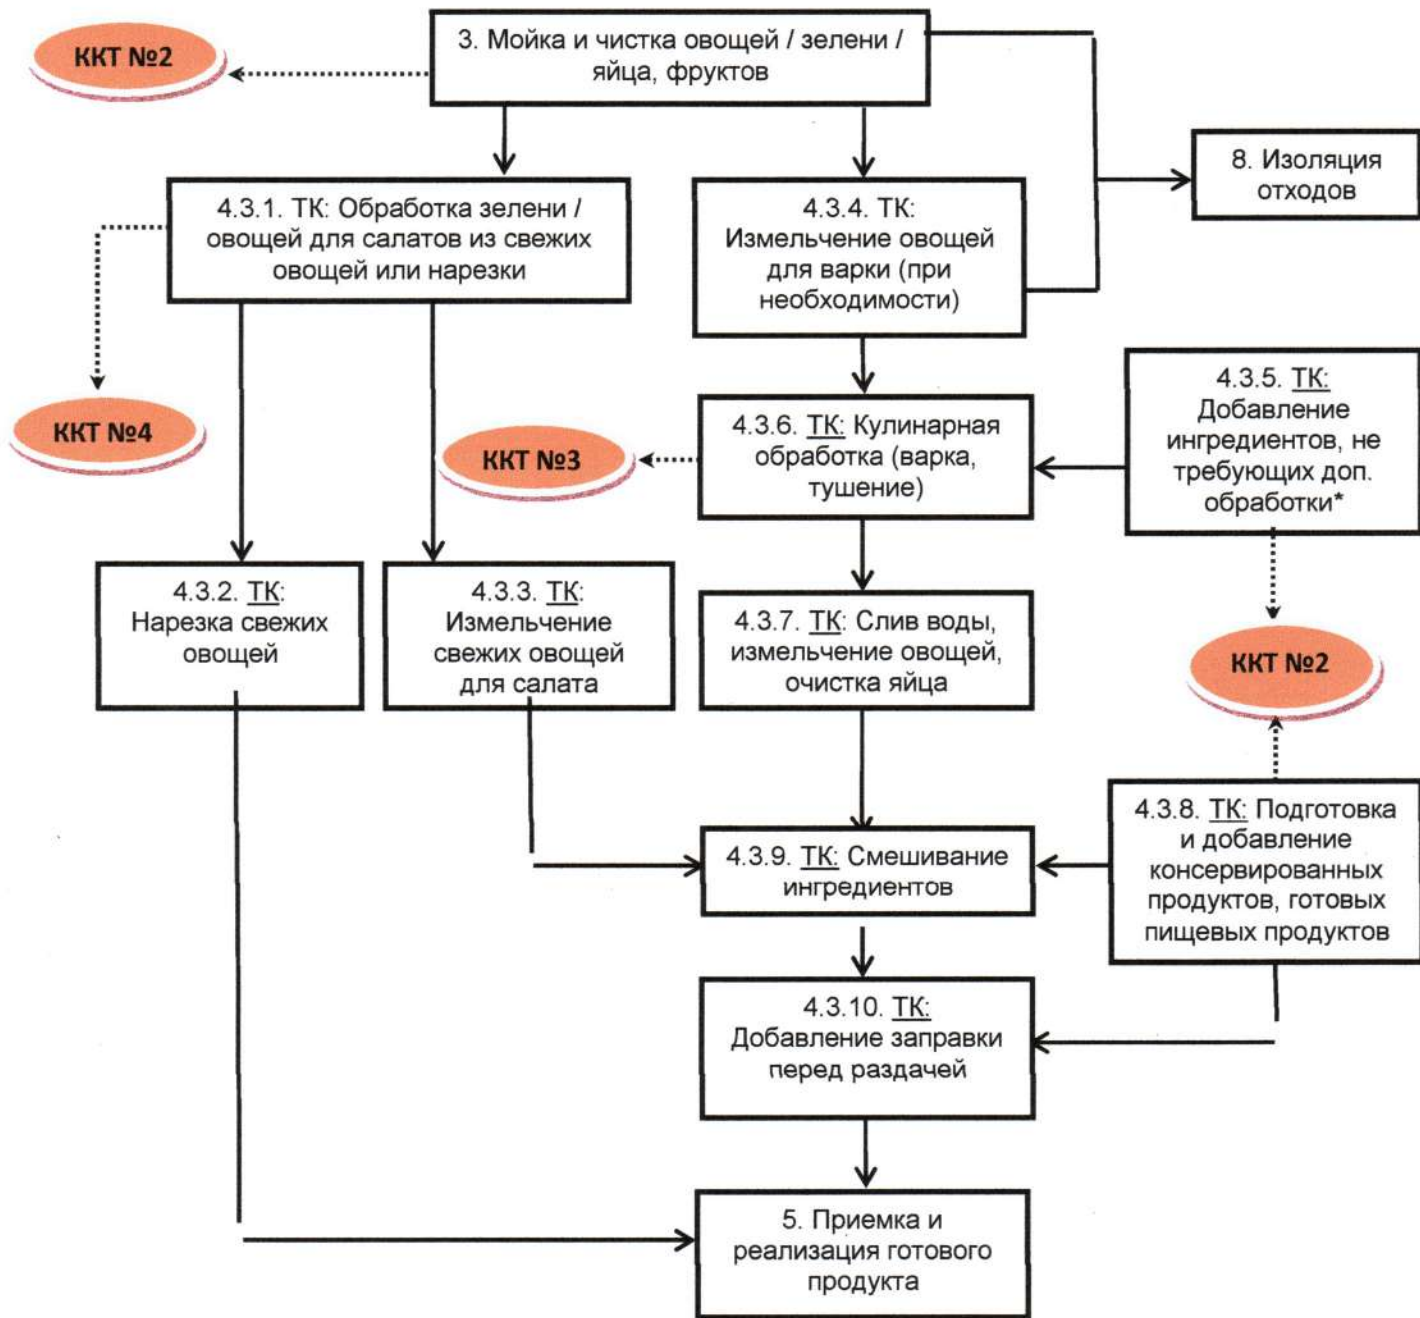 ККТ №2
3. Мойка и чистка овощей / зелени /
яйца, фруктов
8. Изоляция
отходов
4.3.1. ТК: Обработка зелени /
овощей для салатов из свежих
овощей или нарезки
4.3.4. ТК:
Измельчение овощей
для варки (при
необходимости)
ККТ №4
ККТ №3
4.3.6. ТК: Кулинарная
обработка (варка,
тушение)
4.3.5. ТК:
Добавление
ингредиентов, не
требующих доп.
обработки*
4.3.2. ТК:
Нарезка свежих
овощей
4.3.3. ТК:
Измельчение
свежих овощей
для салата
4.3.7. ТК: Слив воды,
измельчение овощей,
очистка яйца
ККТ №2
4.3.9. ТК: Смешивание
ингредиентов
4.3.8. ТК: Подготовка
и добавление
консервированных
продуктов, готовых
пищевых продуктов
4.3.10. ТК:
Добавление заправки
перед раздачей
5. Приемка и
реализация готового
продукта